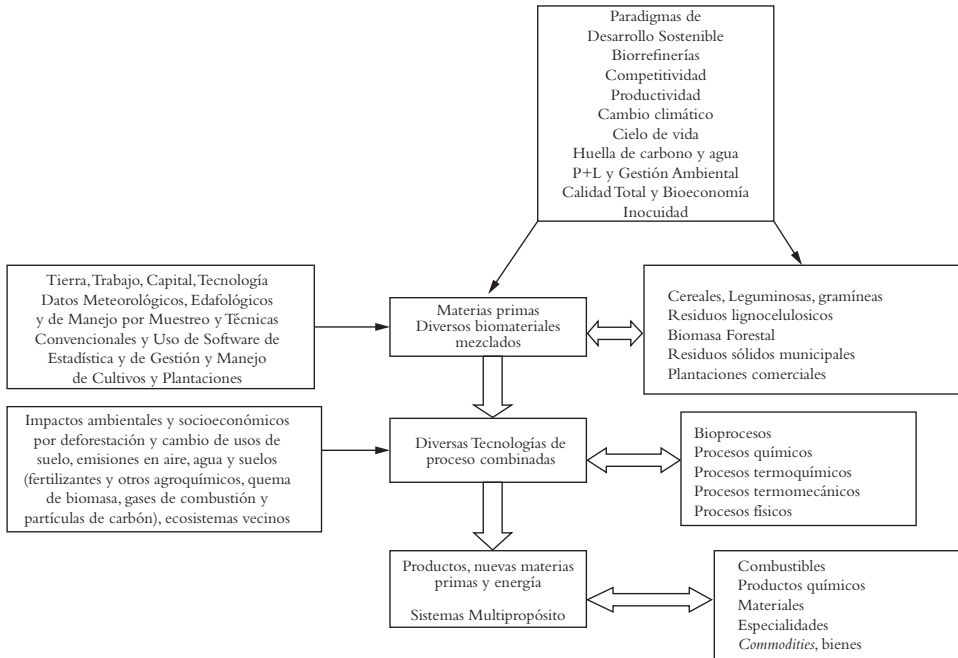 Paradigmas de
Desarrollo Sostenible
Biorrefinerías
Competitividad
Productividad
Cambio climático
Cielo de vida
Huella de carbono y agua
P+L y Gestión Ambiental
Calidad Total y Bioeconomía
Inocuidad
Tierra, Trabajo, Capital, Tecnología
Datos Meteorológicos, Edafológicos
y de Manejo por Muestreo y Técnicas
Convencionales y Uso de Software de
Estadística y de Gestión y Manejo
de Cultivos y Plantaciones
Materias primas
Diversos biomateriales
mezclados
Cereales, Leguminosas, gramíneas
Residuos lignocelulosicos
Biomasa Forestal
Residuos sólidos municipales
Plantaciones comerciales
Impactos ambientales y socioeconómicos
por deforestación y cambio de usos de
suelo, emisiones en aire, agua y suelos
(fertilizantes y otros agroquímicos, quema
de biomasa, gases de combustión y
partículas de carbón), ecosistemas vecinos
Diversas Tecnologías de
proceso combinadas
Bioprocesos
Procesos químicos
Procesos termoquímicos
Procesos termomecánicos
Procesos físicos
Productos, nuevas materias
primas y energía
Sistemas Multipropósito
Combustibles
Productos químicos
Materiales
Especialidades
Commodities, bienes